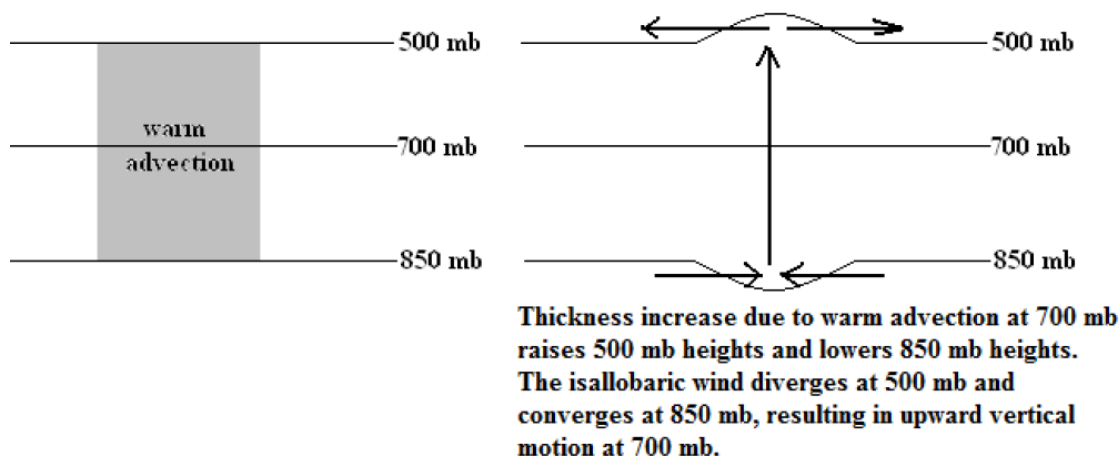 500 mb
warm
advection
700 mb
850 mb
500 mb
700 mb
850 mb
Thickness increase due to warm advection at 700 mb
raises 500 mb heights and lowers 850 mb heights.
The isallobaric wind diverges at 500 mb and
converges at 850 mb, resulting in upward vertical
motion at 700 mb.